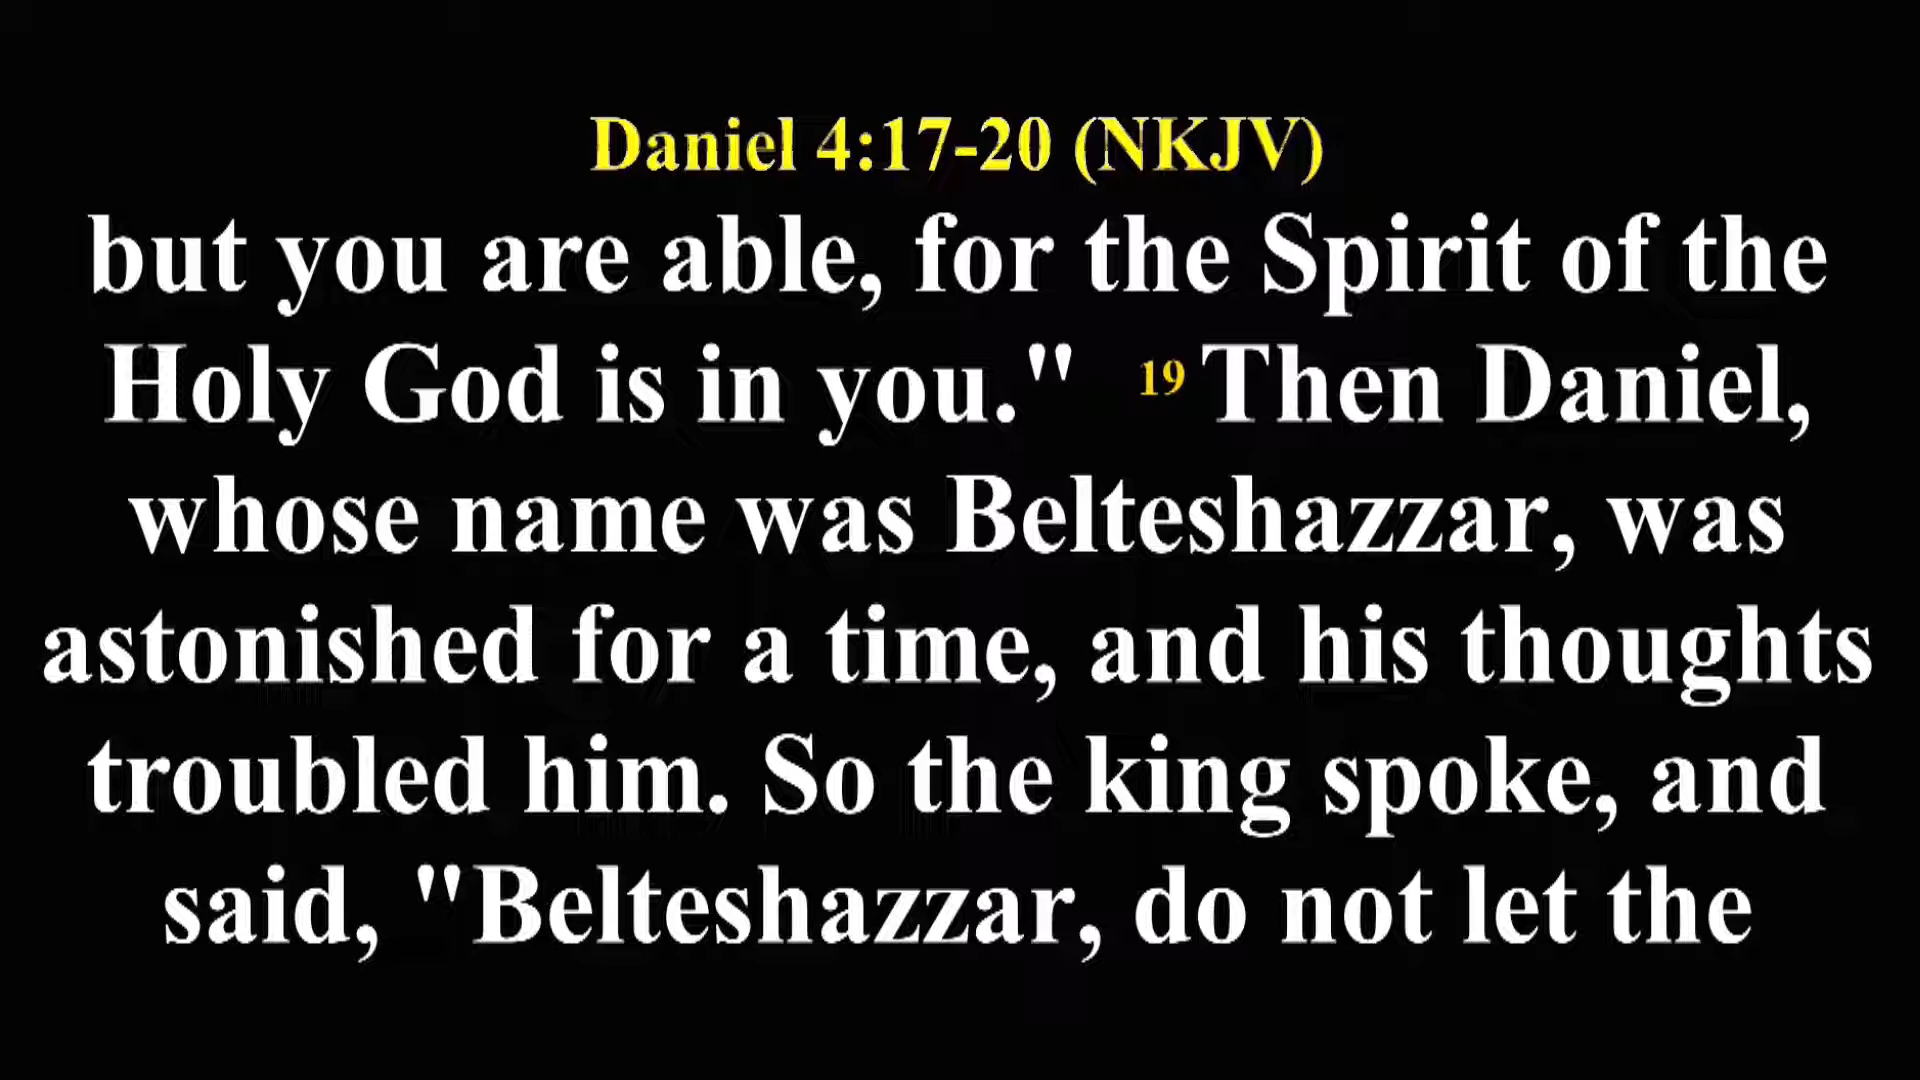 Daniel 4:17-20 (NKJV)
but you are able, for the Spirit of the
Holy God is in you." 19 Then Daniel,
whose name was Belteshazzar, was
astonished for a time, and his thoughts
troubled him. So the king spoke, and
said, "Belteshazzar, do not let the